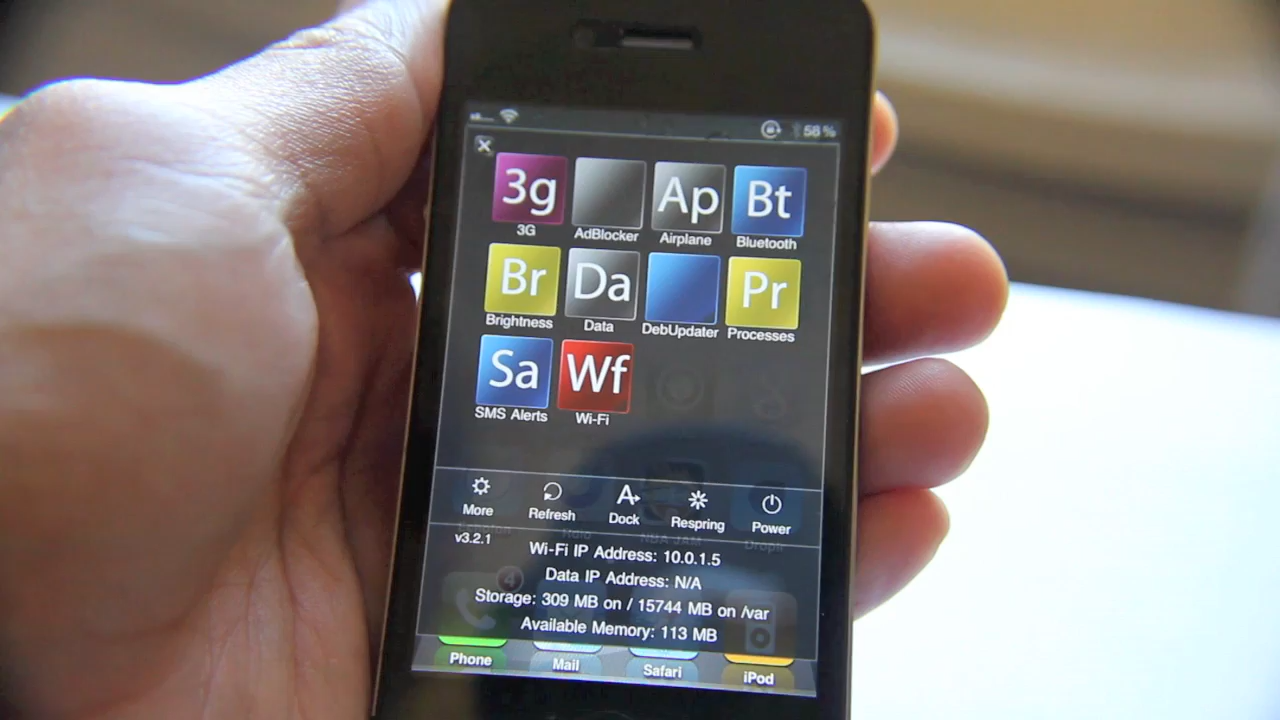 58%
3g Ap Bt
3G AdBlocker Airplane Bluetooth
Br Da Pr
Brightness Data DebUpdater Processes
Sa Wf
SMS Alerts Wi-Fi
More Refresh Dock Respring Power
v3.2.1
Wi-Fi IP Address: 10.0.1.5
Data IP Address: N/A
Storage: 309 MB on / 15744 MB on /var
Available Memory: 113 MB
4
Phone Mail Safari iPod